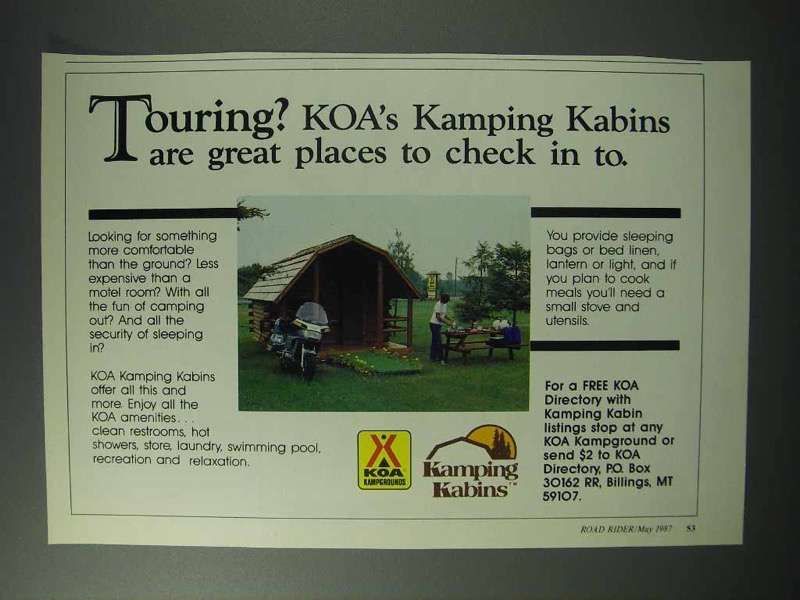 Touring? KOA's Kamping Kabins
are great places to check in to.
Looking for something
more comfortable
than the ground? Less
expensive than a
motel room? With all
the fun of camping
out? And all the
security of sleeping
in?
KOA Kamping Kabins
offer all this and
more. Enjoy all the
KOA amenities...
clean restrooms, hot
showers, store, laundry, swimming pool,
recreation and relaxation.
You provide sleeping
bags or bed linen,
lantern or light, and if
you plan to cook
meals you'll need a
small stove and
utensils.
For a FREE KOA
Directory with
Kamping Kabin
listings stop at any
KOA Kampground or
send $2 to KOA
Directory, P.O. Box
30162 RR, Billings, MT
59107.
KOA
KAMPGROUNDS
Kamping
Kabins™
ROAD RIDER/May 1987 53